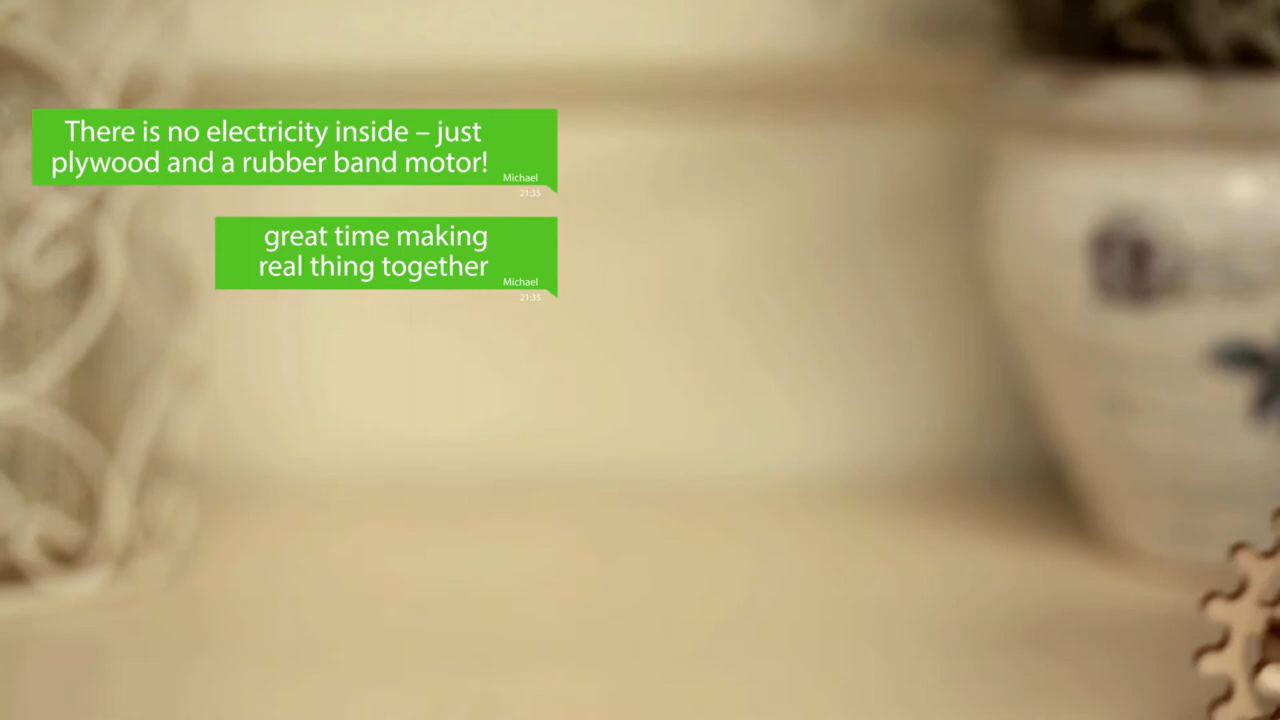 There is no electricity inside – just
plywood and a rubber band motor!
Michael
21:35
great time making
real thing together
Michael
21:35